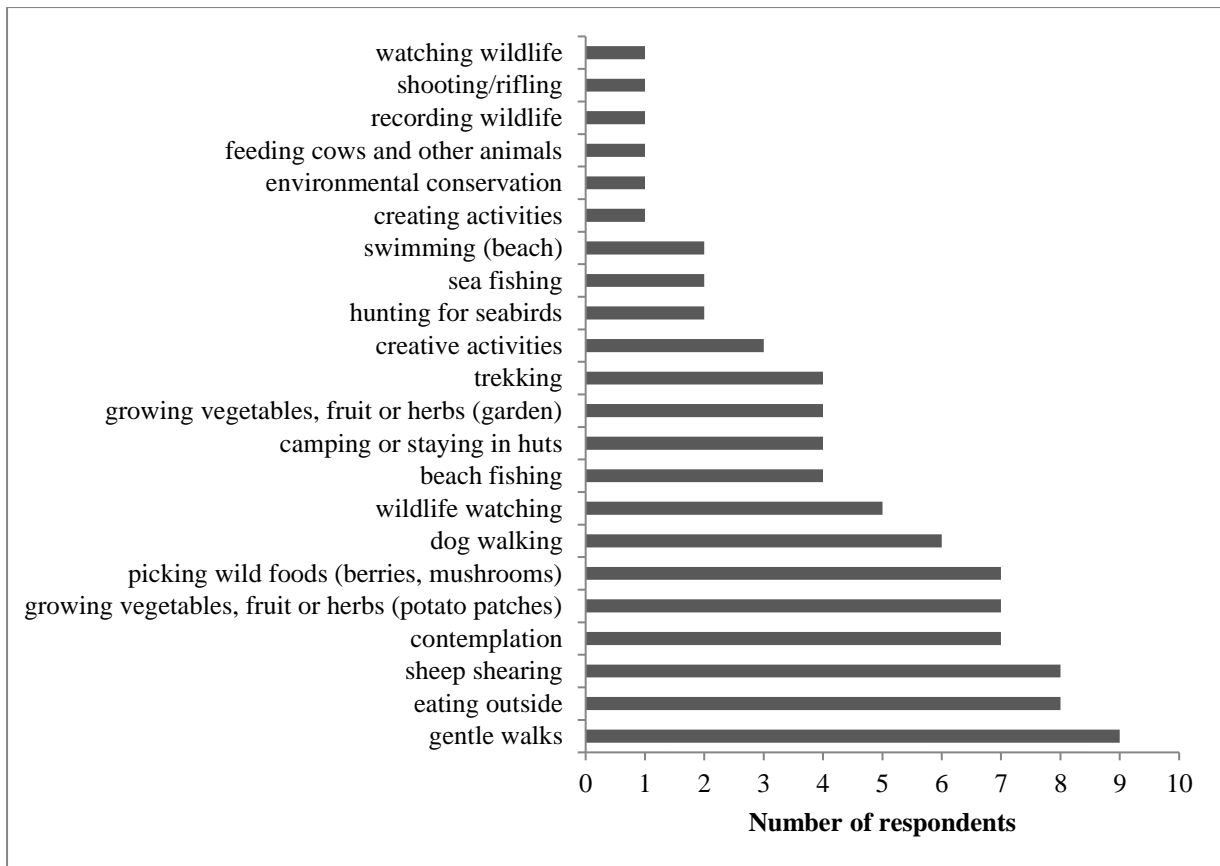 watching wildlife
shooting/rifling
recording wildlife
feeding cows and other animals
environmental conservation
creating activities
swimming (beach)
sea fishing
hunting for seabirds
creative activities
trekking
growing vegetables, fruit or herbs (garden)
camping or staying in huts
beach fishing
wildlife watching
dog walking
picking wild foods (berries, mushrooms)
growing vegetables, fruit or herbs (potato patches)
contemplation
sheep shearing
eating outside
gentle walks
0 1 2 3 4 5 6 7 8 9 10
Number of respondents